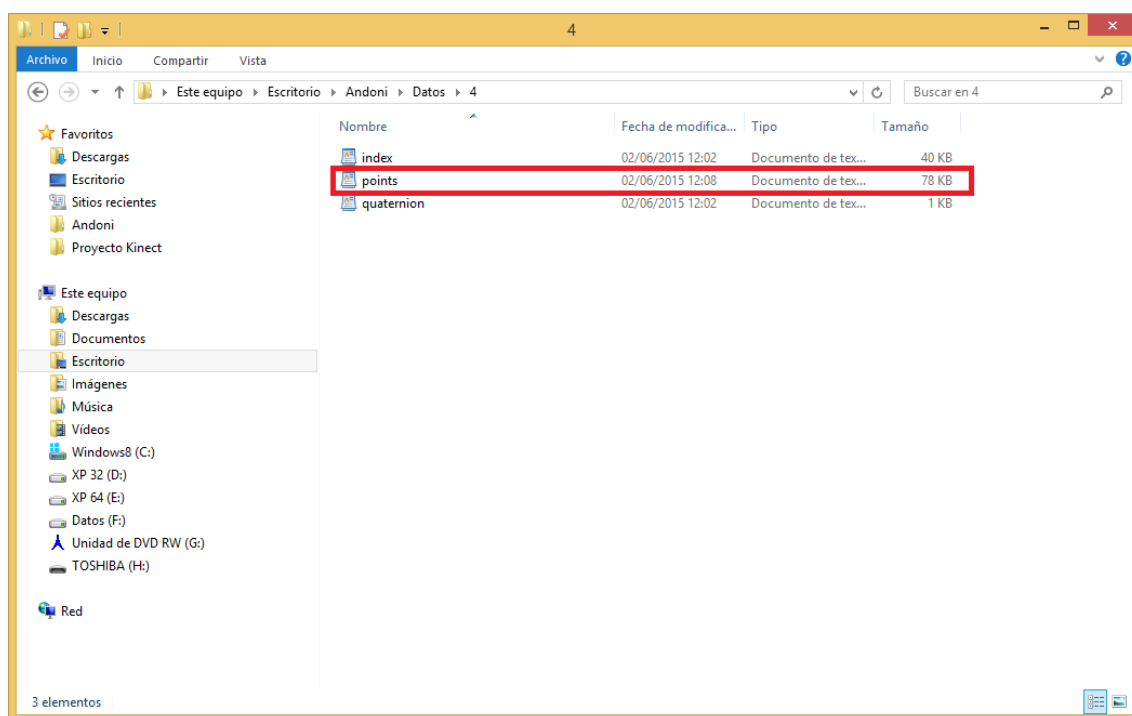 4
Archivo Inicio Compartir Vista
Este equipo Escritorio Andoni Datos 4 Buscar en 4
Nombre Fecha de modifica... Tipo Tamaño
index 02/06/2015 12:02 Documento de tex... 40 KB
points 02/06/2015 12:08 Documento de tex... 78 KB
quaternion 02/06/2015 12:02 Documento de tex... 1 KB
Favoritos
Descargas
Escritorio
Sitios recientes
Andoni
Proyecto Kinect
Este equipo
Descargas
Documentos
Escritorio
Imágenes
Música
Vídeos
Windows8 (C:)
XP 32 (D:)
XP 64 (E:)
Datos (F:)
Unidad de DVD RW (G:)
TOSHIBA (H:)
Red
3 elementos